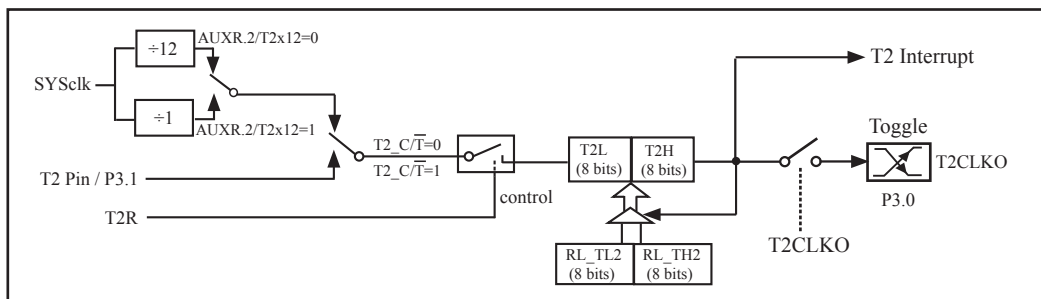 ÷12
AUXR.2/T2x12=0
SYSclk
÷1
AUXR.2/T2x12=1
T2 Pin / P3.1
T2R
T2_C/T̅=0
T2_C/T̅=1
control
T2L
(8 bits)
T2H
(8 bits)
RL_TL2
(8 bits)
RL_TH2
(8 bits)
T2 Interrupt
Toggle
T2CLKO
P3.0
T2CLKO